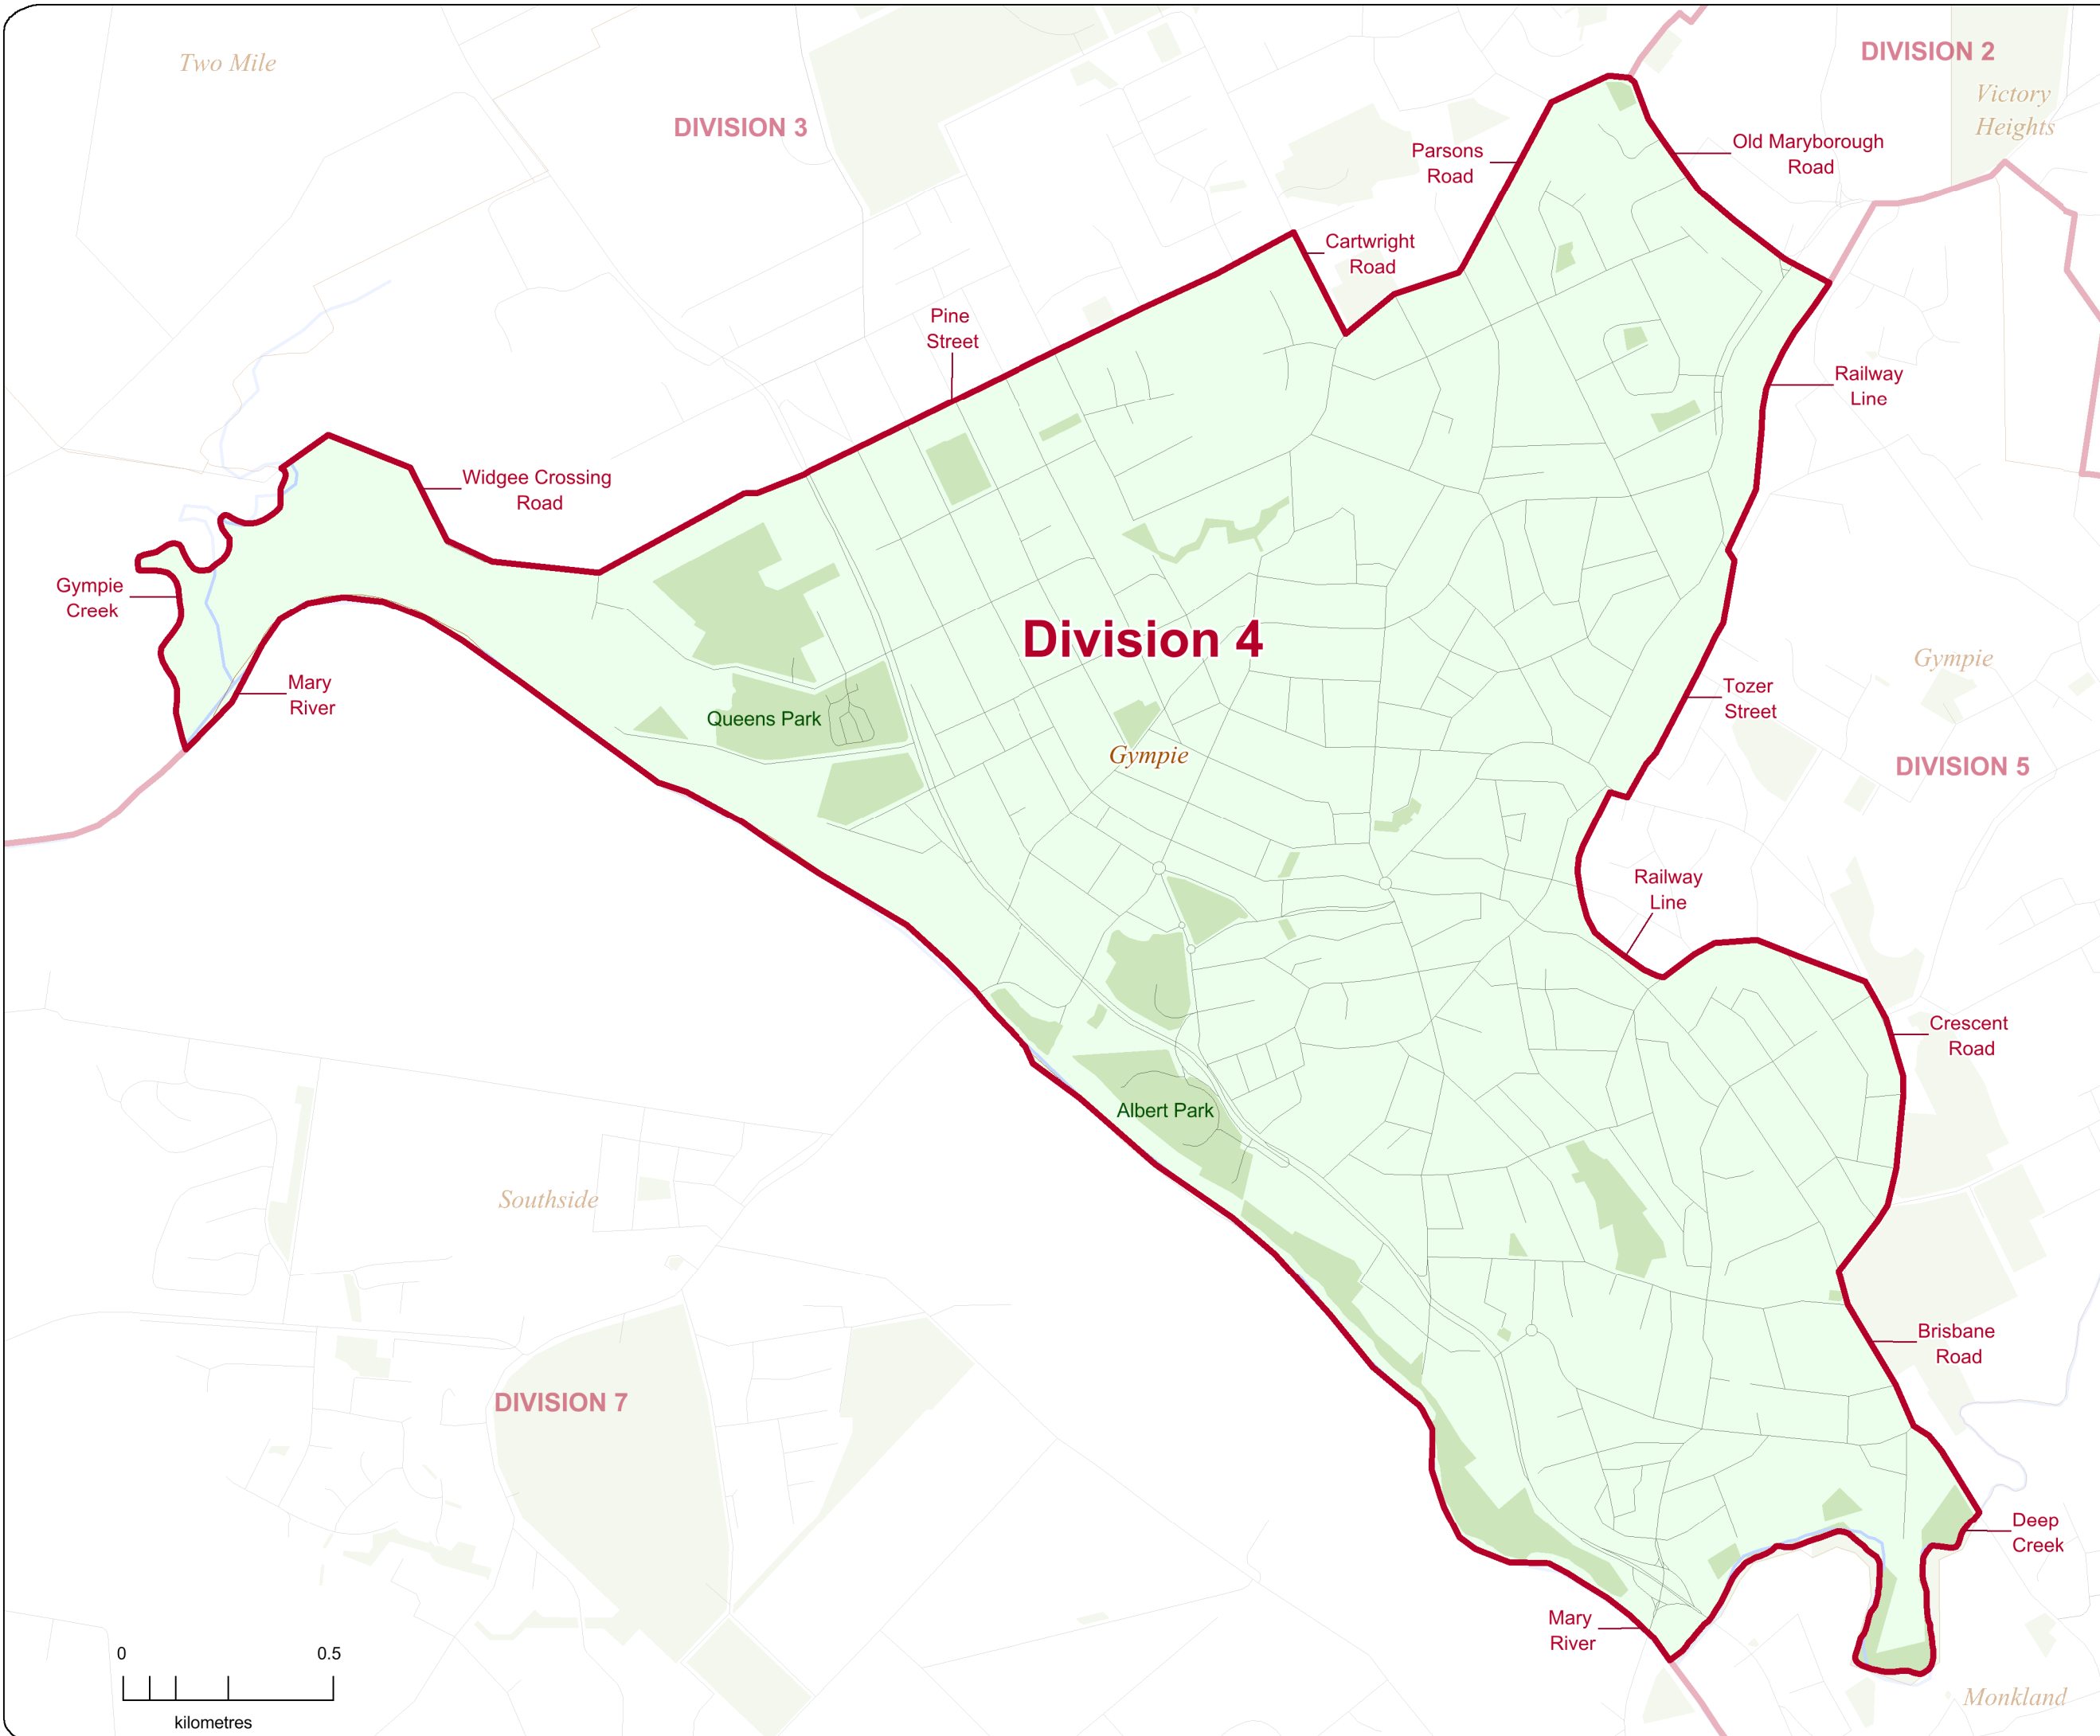 DIVISION 2
Two Mile
Victory
Heights
DIVISION 3
Old Maryborough
Road
Parsons
Road
Cartwright
Road
Pine
Street
Railway
Line
Widgee Crossing
Road
Gympie
Creek
Division 4
Gympie
Mary
River
Tozer
Street
Queens Park
Gympie
DIVISION 5
Railway
Line
Crescent
Road
Albert Park
Southside
Brisbane
Road
DIVISION 7
Deep
Creek
Mary
River
0 0.5
kilometres
Monkland